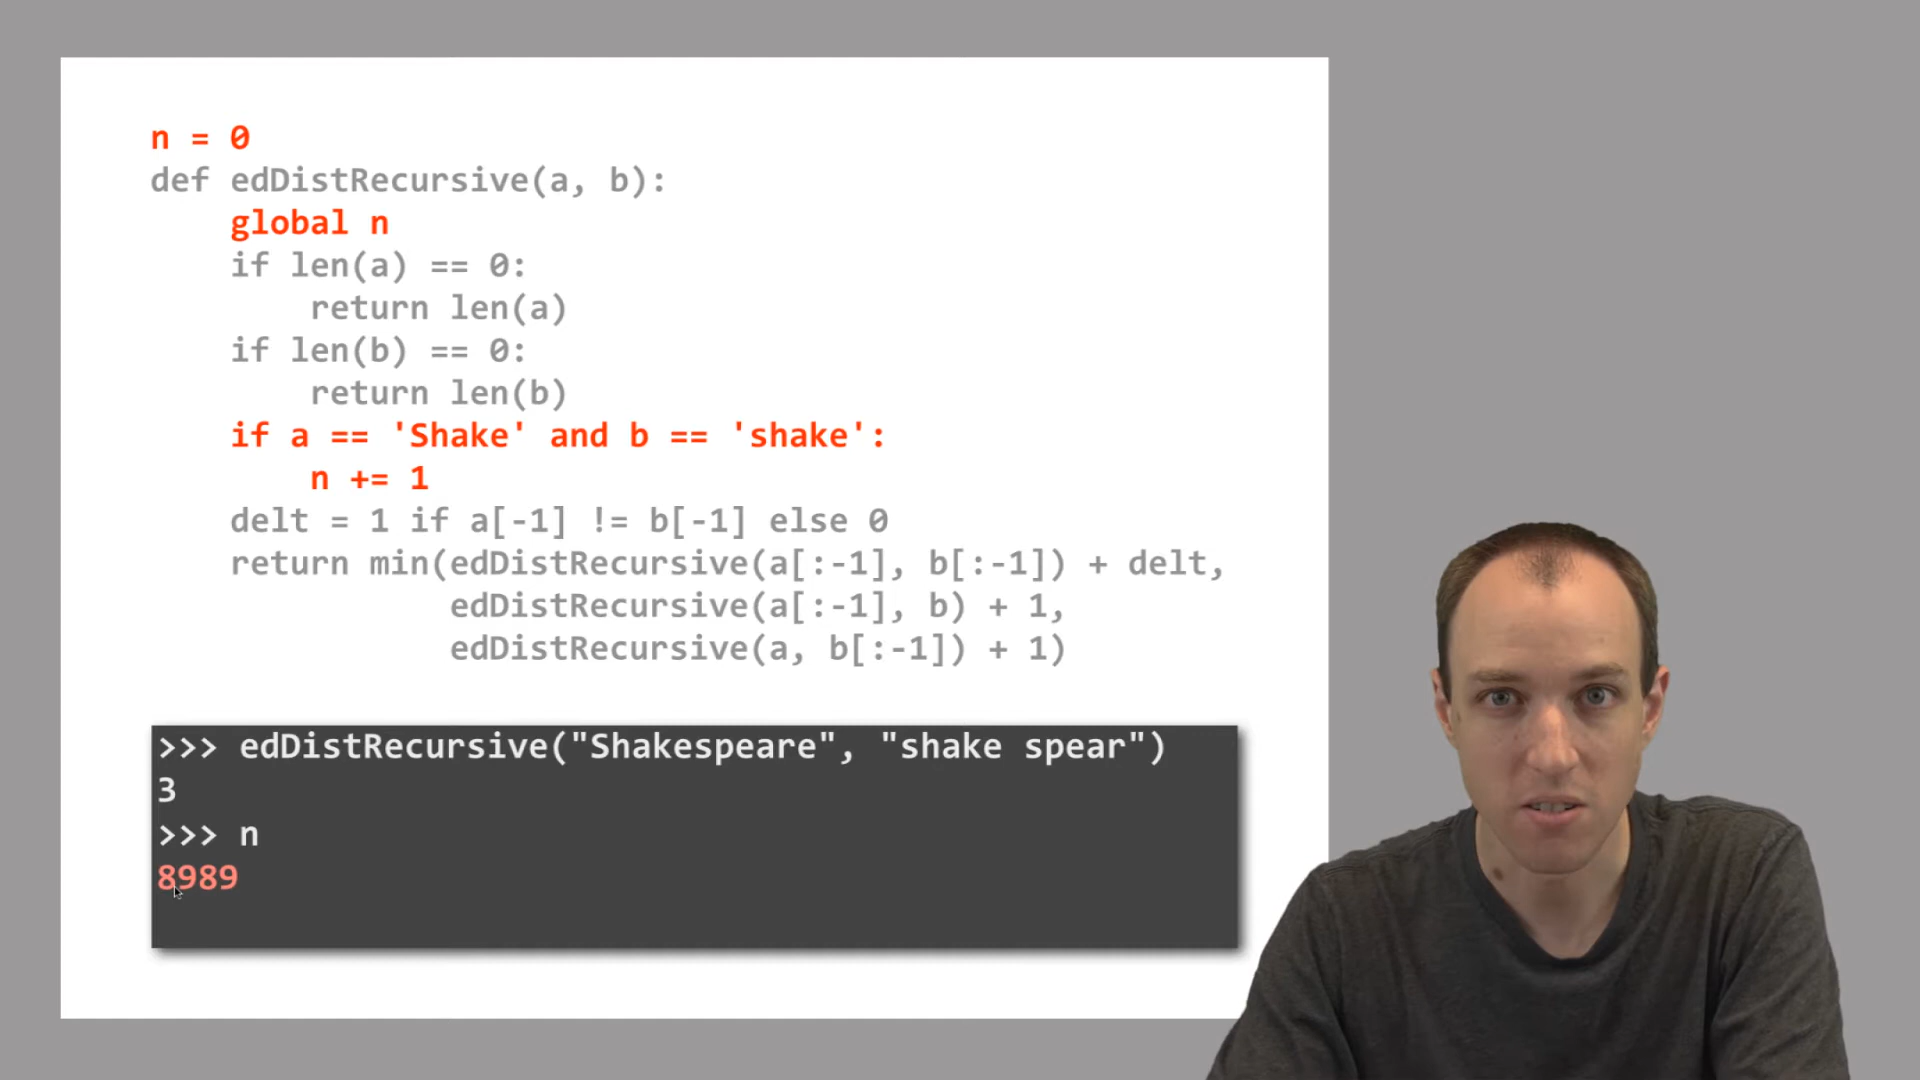 n = 0
def edDistRecursive(a, b):
    global n
    if len(a) == 0:
        return len(a)
    if len(b) == 0:
        return len(b)
    if a == 'Shake' and b == 'shake':
        n += 1
    delt = 1 if a[-1] != b[-1] else 0
    return min(edDistRecursive(a[:-1], b[:-1]) + delt,
               edDistRecursive(a[:-1], b) + 1,
               edDistRecursive(a, b[:-1]) + 1)
>>> edDistRecursive("Shakespeare", "shake spear")
3
>>> n
8989